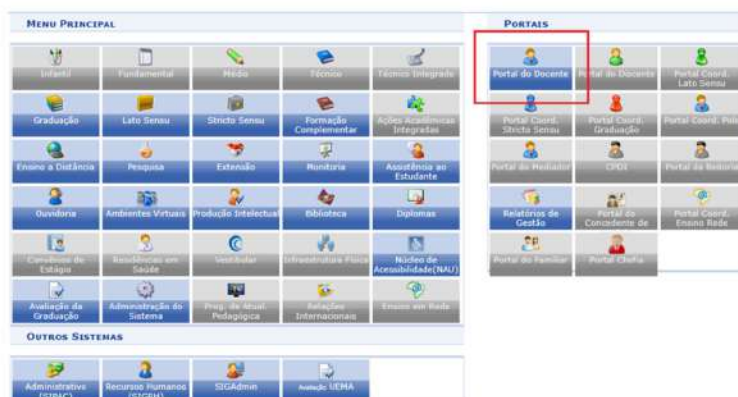 MENU PRINCIPAL
Infantil
Fundamental
Médio
Técnico
Técnico Integrado
Graduação
Lato Sensu
Stricto Sensu
Formação
Complementar
Ações Acadêmicas
Integradas
Ensino a Distância
Pesquisa
Extensão
Monitoria
Assistência ao
Estudante
Ouvidoria
Ambientes Virtuais
Produção Intelectual
Biblioteca
Diplomas
Convênios de
Estágio
Residências em
Saúde
Vestibular
Infraestrutura Física
Núcleo de
Acessibilidade(NAU)
Avaliação da
Graduação
Administração do
Sistema
Prog. de Atual.
Pedagógica
Relações
Internacionais
Ensino em Rede
OUTROS SISTEMAS
Administrativo
(SIPAC)
Recursos Humanos
(SIGRH)
SIGAdmin
Avaliação UEMA
PORTAIS
Portal do Docente
Portal do Discente
Portal Coord.
Lato Sensu
Portal Coord.
Stricto Sensu
Portal Coord.
Graduação
Portal Coord. Polo
Portal do Mediador
CPDI
Portal da Reitoria
Relatórios de
Gestão
Portal do
Concedente de
Portal Coord.
Ensino Rede
Portal do Familiar
Portal Chefia